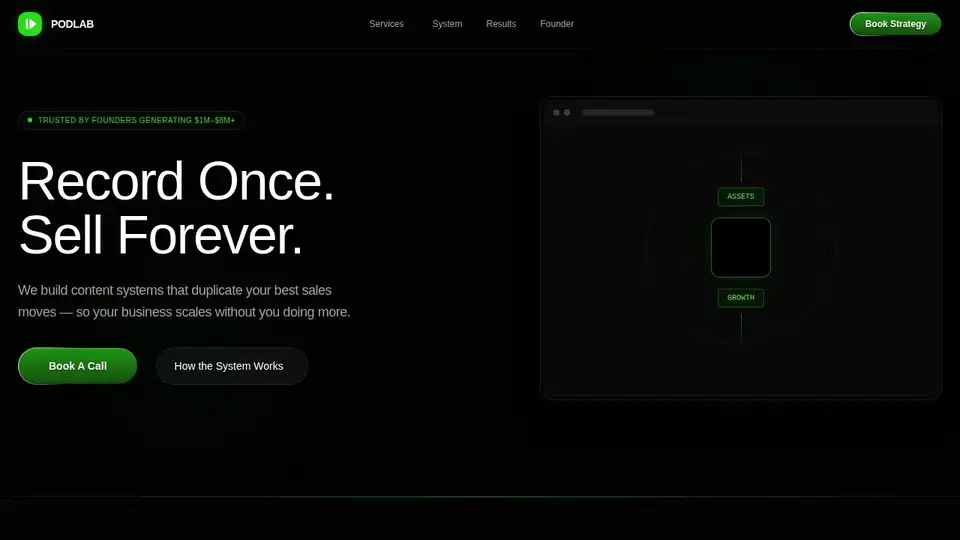 PODLAB
Services
System
Results
Founder
Book Strategy
TRUSTED BY FOUNDERS GENERATING $1M–$8M+
Record Once.
Sell Forever.
We build content systems that duplicate your best sales
moves — so your business scales without you doing more.
Book A Call
How the System Works
ASSETS
GROWTH